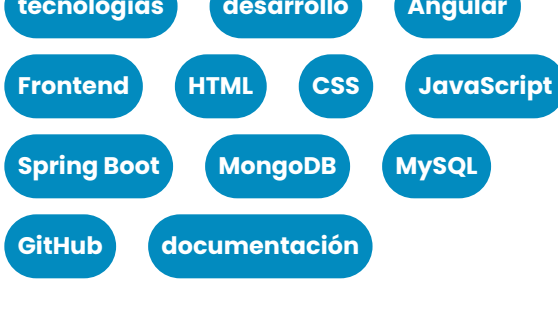 tecnologías desarrollo Angular
Frontend HTML CSS JavaScript
Spring Boot MongoDB MySQL
GitHub documentación